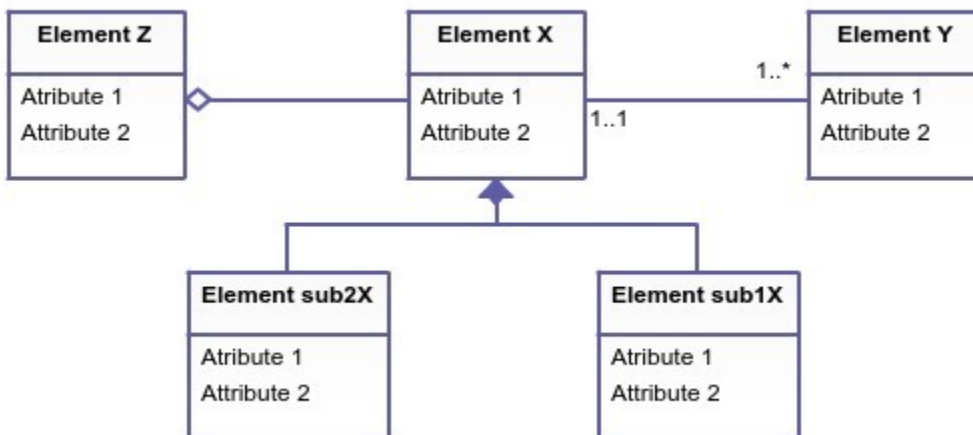 Element Z
Atribute 1
Attribute 2
Element X
Atribute 1
Attribute 2
1..1
1..*
Element Y
Atribute 1
Attribute 2
Element sub2X
Atribute 1
Attribute 2
Element sub1X
Atribute 1
Attribute 2